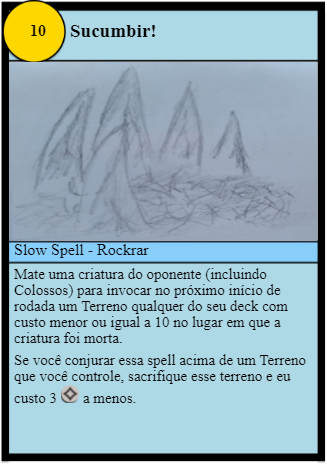 10
Sucumbir!
Slow Spell - Rockrar
Mate uma criatura do oponente (incluindo
Colossos) para invocar no próximo início de
rodada um Terreno qualquer do seu deck com
custo menor ou igual a 10 no lugar em que a
criatura foi morta.
Se você conjurar essa spell acima de um Terreno
que você controle, sacrifique esse terreno e eu
custo 3 a menos.